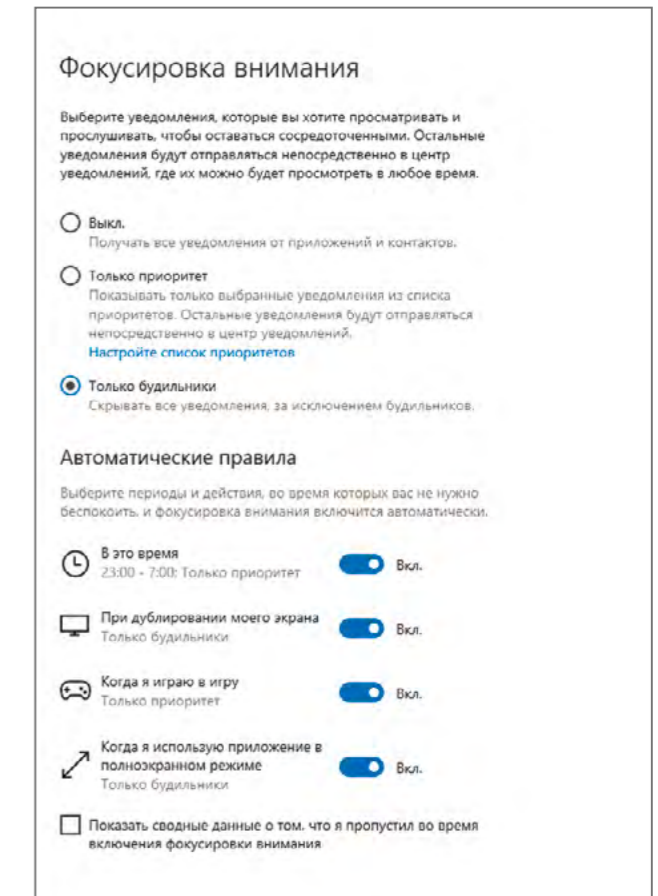 Фокусировка внимания
Выберите уведомления, которые вы хотите просматривать и
прослушивать, чтобы оставаться сосредоточенными. Остальные
уведомления будут отправляться непосредственно в центр
уведомлений, где их можно будет просмотреть в любое время.
Выкл.
Получать все уведомления от приложений и контактов.
Только приоритет
Показывать только выбранные уведомления из списка
приоритетов. Остальные уведомления будут отправляться
непосредственно в центр уведомлений.
Настройте список приоритетов
Только будильники
Скрывать все уведомления, за исключением будильников.
Автоматические правила
Выберите периоды и действия, во время которых вас не нужно
беспокоить, и фокусировка внимания включится автоматически.
В это время
23:00 - 7:00: Только приоритет
Вкл.
При дублировании моего экрана
Только будильники
Вкл.
Когда я играю в игру
Только приоритет
Вкл.
Когда я использую приложение в
полноэкранном режиме
Только будильники
Вкл.
Показать сводные данные о том, что я пропустил во время
включения фокусировки внимания